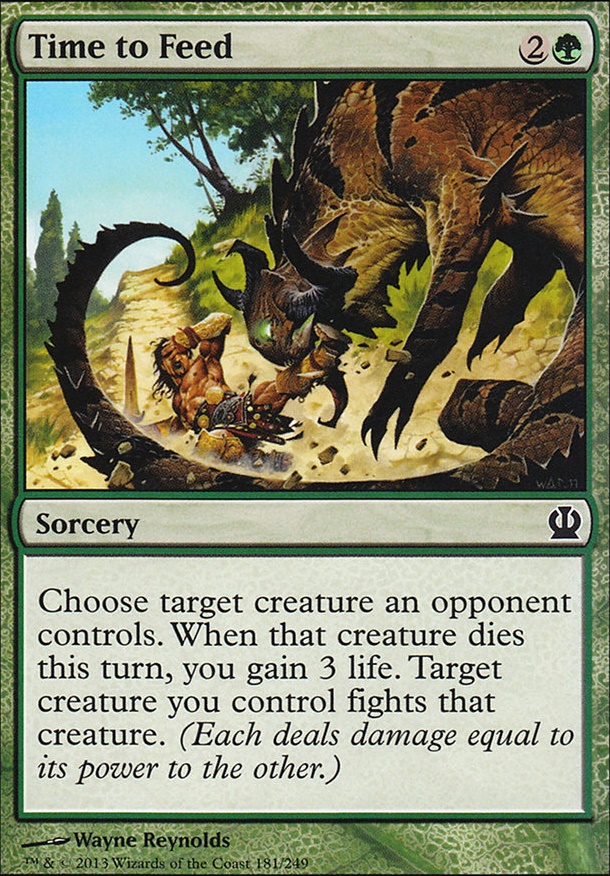 Time to Feed 2
WAR.11
Sorcery
Choose target creature an opponent
controls. When that creature dies
this turn, you gain 3 life. Target
creature you control fights that
creature. (Each deals damage equal to
its power to the other.)
Wayne Reynolds
™ & © 2013 Wizards of the Coast 181/249